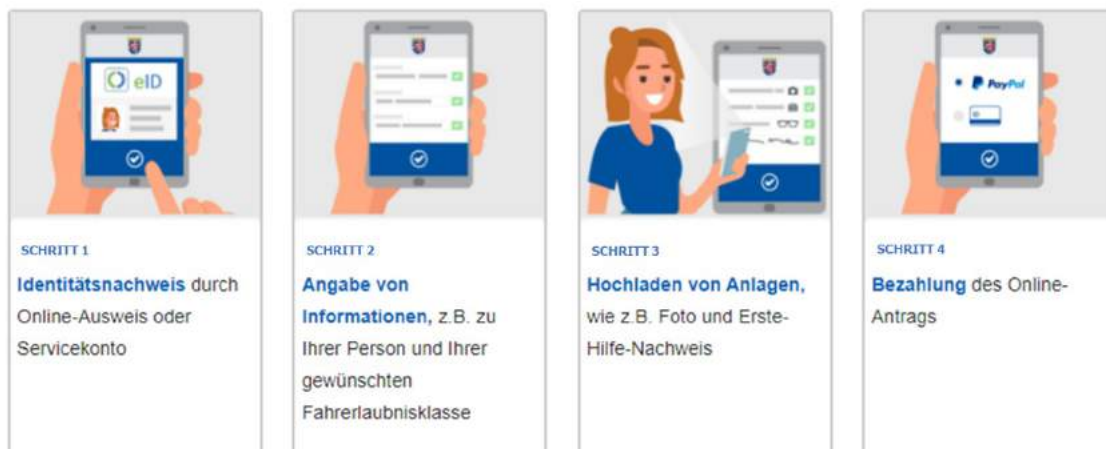 eID
PayPal
SCHRITT 1
Identitätsnachweis durch
Online-Ausweis oder
Servicekonto
SCHRITT 2
Angabe von
Informationen, z.B. zu
Ihrer Person und Ihrer
gewünschten
Fahrerlaubnisklasse
SCHRITT 3
Hochladen von Anlagen,
wie z.B. Foto und Erste-
Hilfe-Nachweis
SCHRITT 4
Bezahlung des Online-
Antrags